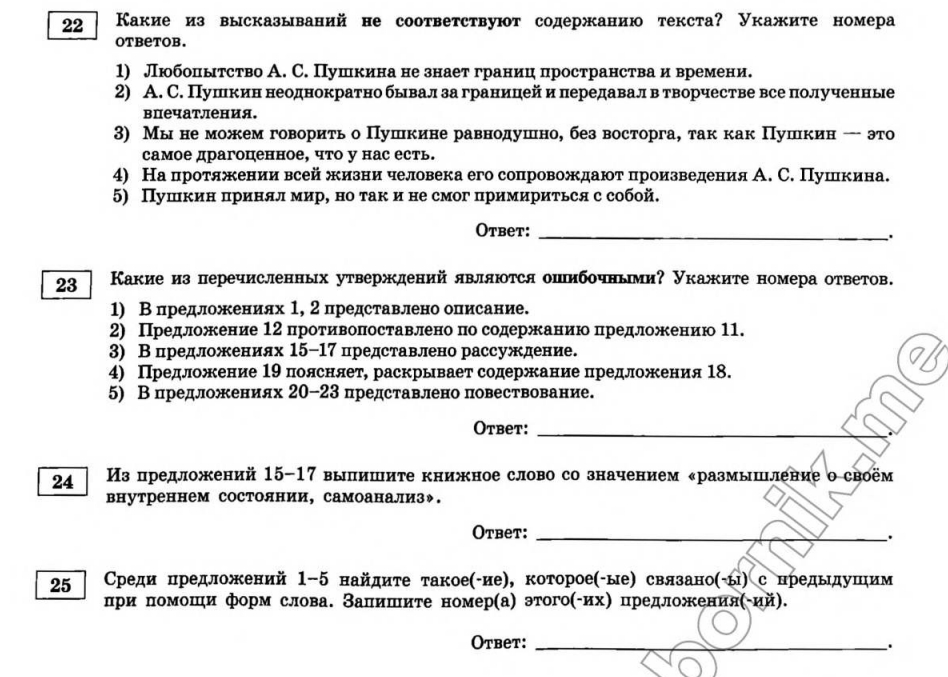 22 Какие из высказываний не соответствуют содержанию текста? Укажите номера
ответов.
1) Любопытство А. С. Пушкина не знает границ пространства и времени.
2) А. С. Пушкин неоднократно бывал за границей и передавал в творчестве все полученные
впечатления.
3) Мы не можем говорить о Пушкине равнодушно, без восторга, так как Пушкин — это
самое драгоценное, что у нас есть.
4) На протяжении всей жизни человека его сопровождают произведения А. С. Пушкина.
5) Пушкин принял мир, но так и не смог примириться с собой.
Ответ: ______________________________.
23 Какие из перечисленных утверждений являются ошибочными? Укажите номера ответов.
1) В предложениях 1, 2 представлено описание.
2) Предложение 12 противопоставлено по содержанию предложению 11.
3) В предложениях 15–17 представлено рассуждение.
4) Предложение 19 поясняет, раскрывает содержание предложения 18.
5) В предложениях 20–23 представлено повествование.
Ответ: ______________________________.
24 Из предложений 15–17 выпишите книжное слово со значением «размышление о своём
внутреннем состоянии, самоанализ».
Ответ: ______________________________.
25 Среди предложений 1–5 найдите такое(-ие), которое(-ые) связано(-ы) с предыдущим
при помощи форм слова. Запишите номер(а) этого(-их) предложения(-ий).
Ответ: ______________________________.
bornik.me